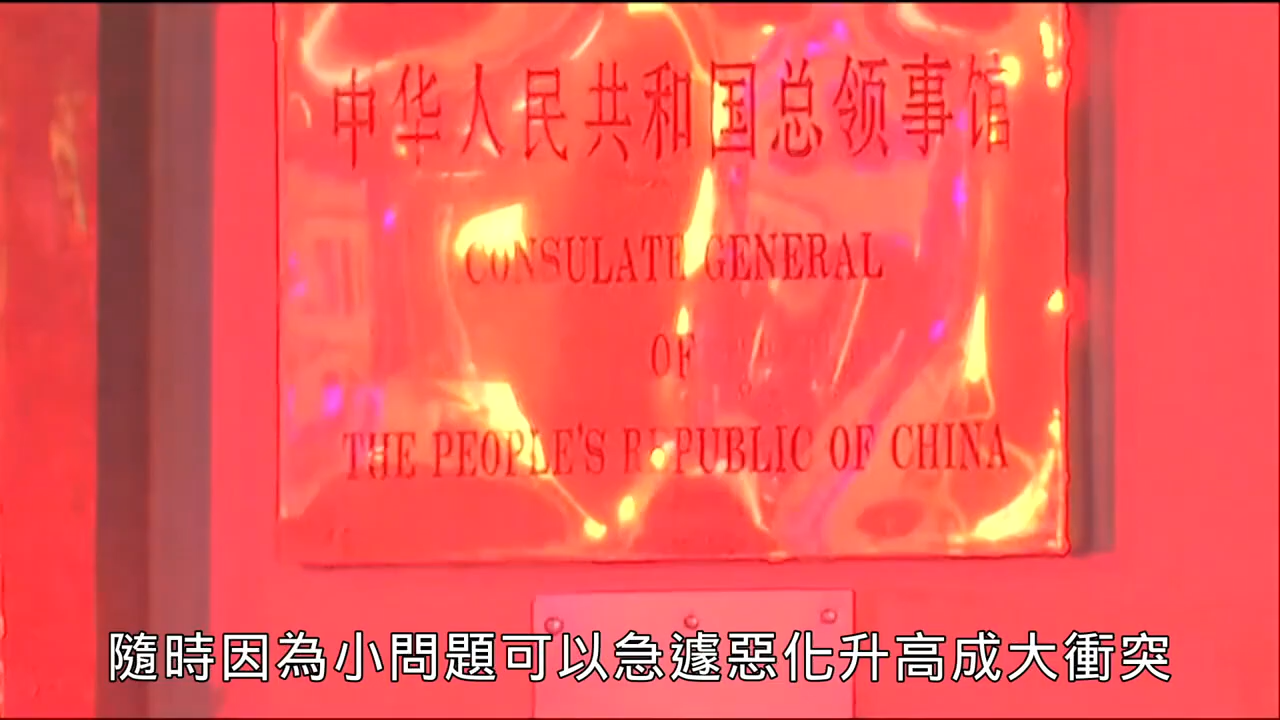 中华人民共和国总领事馆
CONSULATE GENERAL
OF
THE PEOPLE'S REPUBLIC OF CHINA
隨時因為小問題可以急遽惡化升高成大衝突